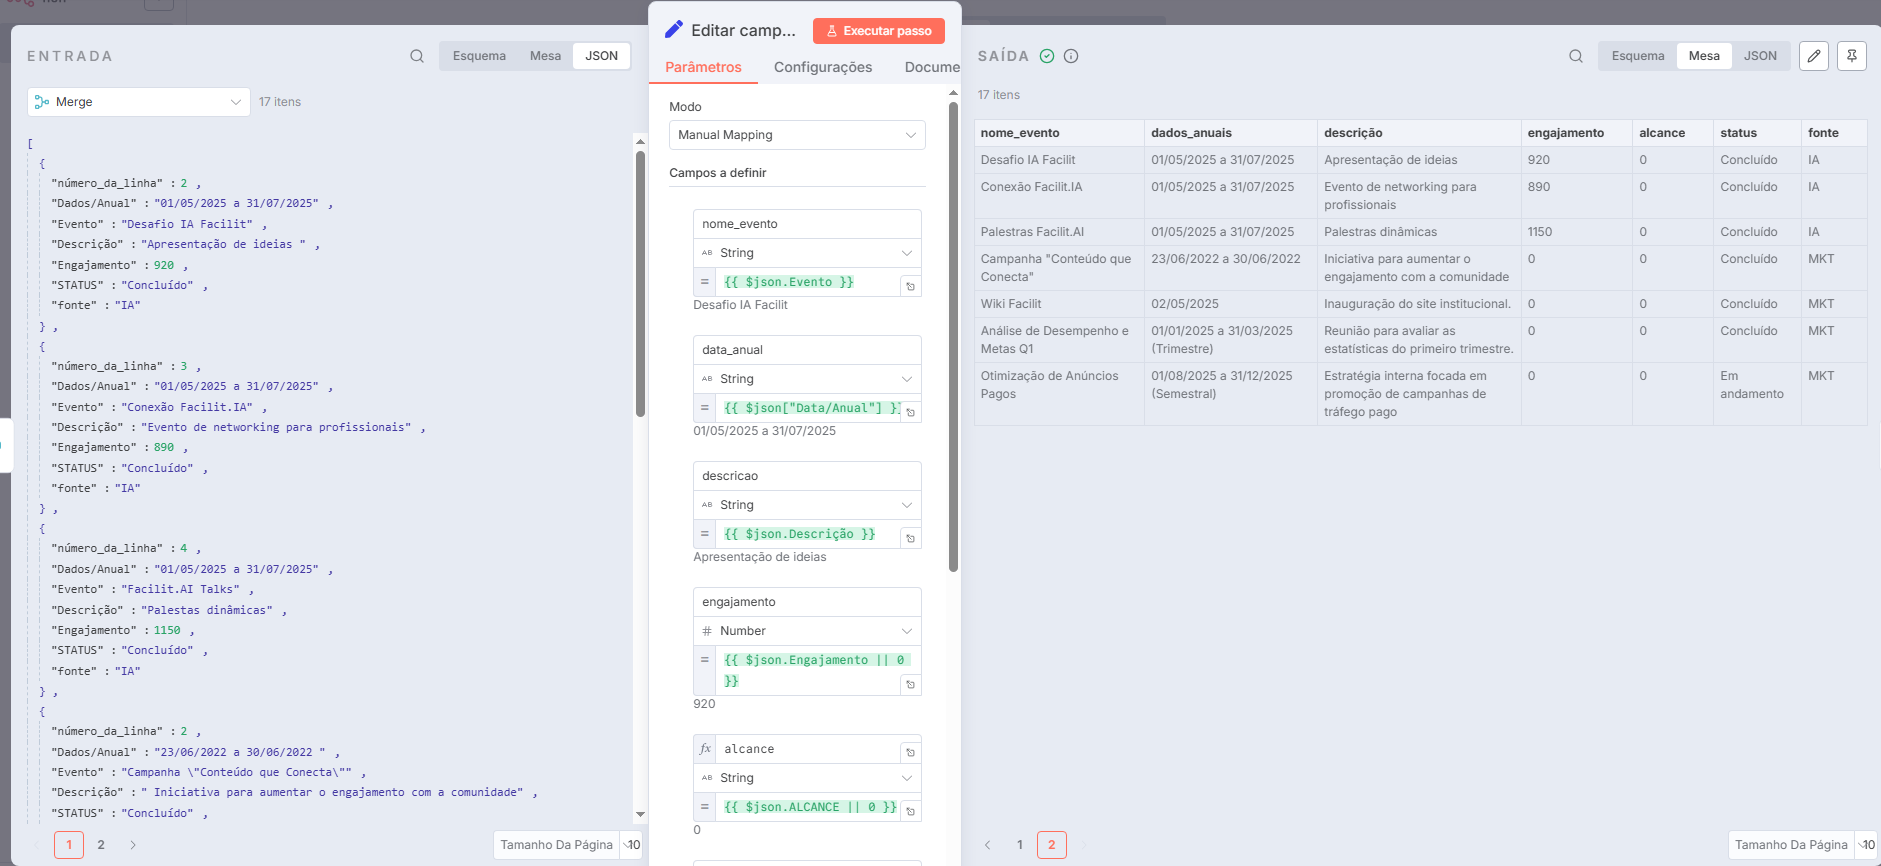 ENTRADA
Esquema
Mesa
JSON
Merge
17 itens
[
{
"número_da_linha" : 2 ,
"Dados/Anual" : "01/05/2025 a 31/07/2025" ,
"Evento" : "Desafio IA Facilit" ,
"Descrição" : "Apresentação de ideias " ,
"Engajamento" : 920 ,
"STATUS" : "Concluído" ,
"fonte" : "IA"
} ,
{
"número_da_linha" : 3 ,
"Dados/Anual" : "01/05/2025 a 31/07/2025" ,
"Evento" : "Conexão Facilit.IA" ,
"Descrição" : "Evento de networking para profissionais" ,
"Engajamento" : 890 ,
"STATUS" : "Concluído" ,
"fonte" : "IA"
} ,
{
"número_da_linha" : 4 ,
"Dados/Anual" : "01/05/2025 a 31/07/2025" ,
"Evento" : "Facilit.AI Talks" ,
"Descrição" : "Palestas dinâmicas" ,
"Engajamento" : 1150 ,
"STATUS" : "Concluído" ,
"fonte" : "IA"
} ,
{
"número_da_linha" : 2 ,
"Dados/Anual" : "23/06/2022 a 30/06/2022 " ,
"Evento" : "Campanha \"Conteúdo que Conecta\"" ,
"Descrição" : " Iniciativa para aumentar o engajamento com a comunidade" ,
"STATUS" : "Concluído" ,
1
2
Tamanho Da Página
10
Editar camp...
Executar passo
Parâmetros
Configurações
Docume
Modo
Manual Mapping
Campos a definir
nome_evento
AB String
= {{ $json.Evento }}
Desafio IA Facilit
data_anual
AB String
= {{ $json["Data/Anual"] }}
01/05/2025 a 31/07/2025
descricao
AB String
= {{ $json.Descrição }}
Apresentação de ideias
engajamento
# Number
= {{ $json.Engajamento || 0
}}
920
fx alcance
AB String
= {{ $json.ALCANCE || 0 }}
0
SAÍDA
Esquema
Mesa
JSON
17 itens
nome_evento dados_anuais descrição engajamento alcance status fonte
Desafio IA Facilit 01/05/2025 a 31/07/2025 Apresentação de ideias 920 0 Concluído IA
Conexão Facilit.IA 01/05/2025 a 31/07/2025 Evento de networking para 890 0 Concluído IA
profissionais
Palestras Facilit.AI 01/05/2025 a 31/07/2025 Palestras dinâmicas 1150 0 Concluído IA
Campanha "Conteúdo que 23/06/2022 a 30/06/2022 Iniciativa para aumentar o 0 0 Concluído MKT
Conecta" engajamento com a comunidade
Wiki Facilit 02/05/2025 Inauguração do site institucional. 0 0 Concluído MKT
Análise de Desempenho e 01/01/2025 a 31/03/2025 Reunião para avaliar as 0 0 Concluído MKT
Metas Q1 (Trimestre) estatísticas do primeiro trimestre.
Otimização de Anúncios 01/08/2025 a 31/12/2025 Estratégia interna focada em 0 0 Em MKT
Pagos (Semestral) promoção de campanhas de andamento
tráfego pago
1
2
Tamanho Da Página
10